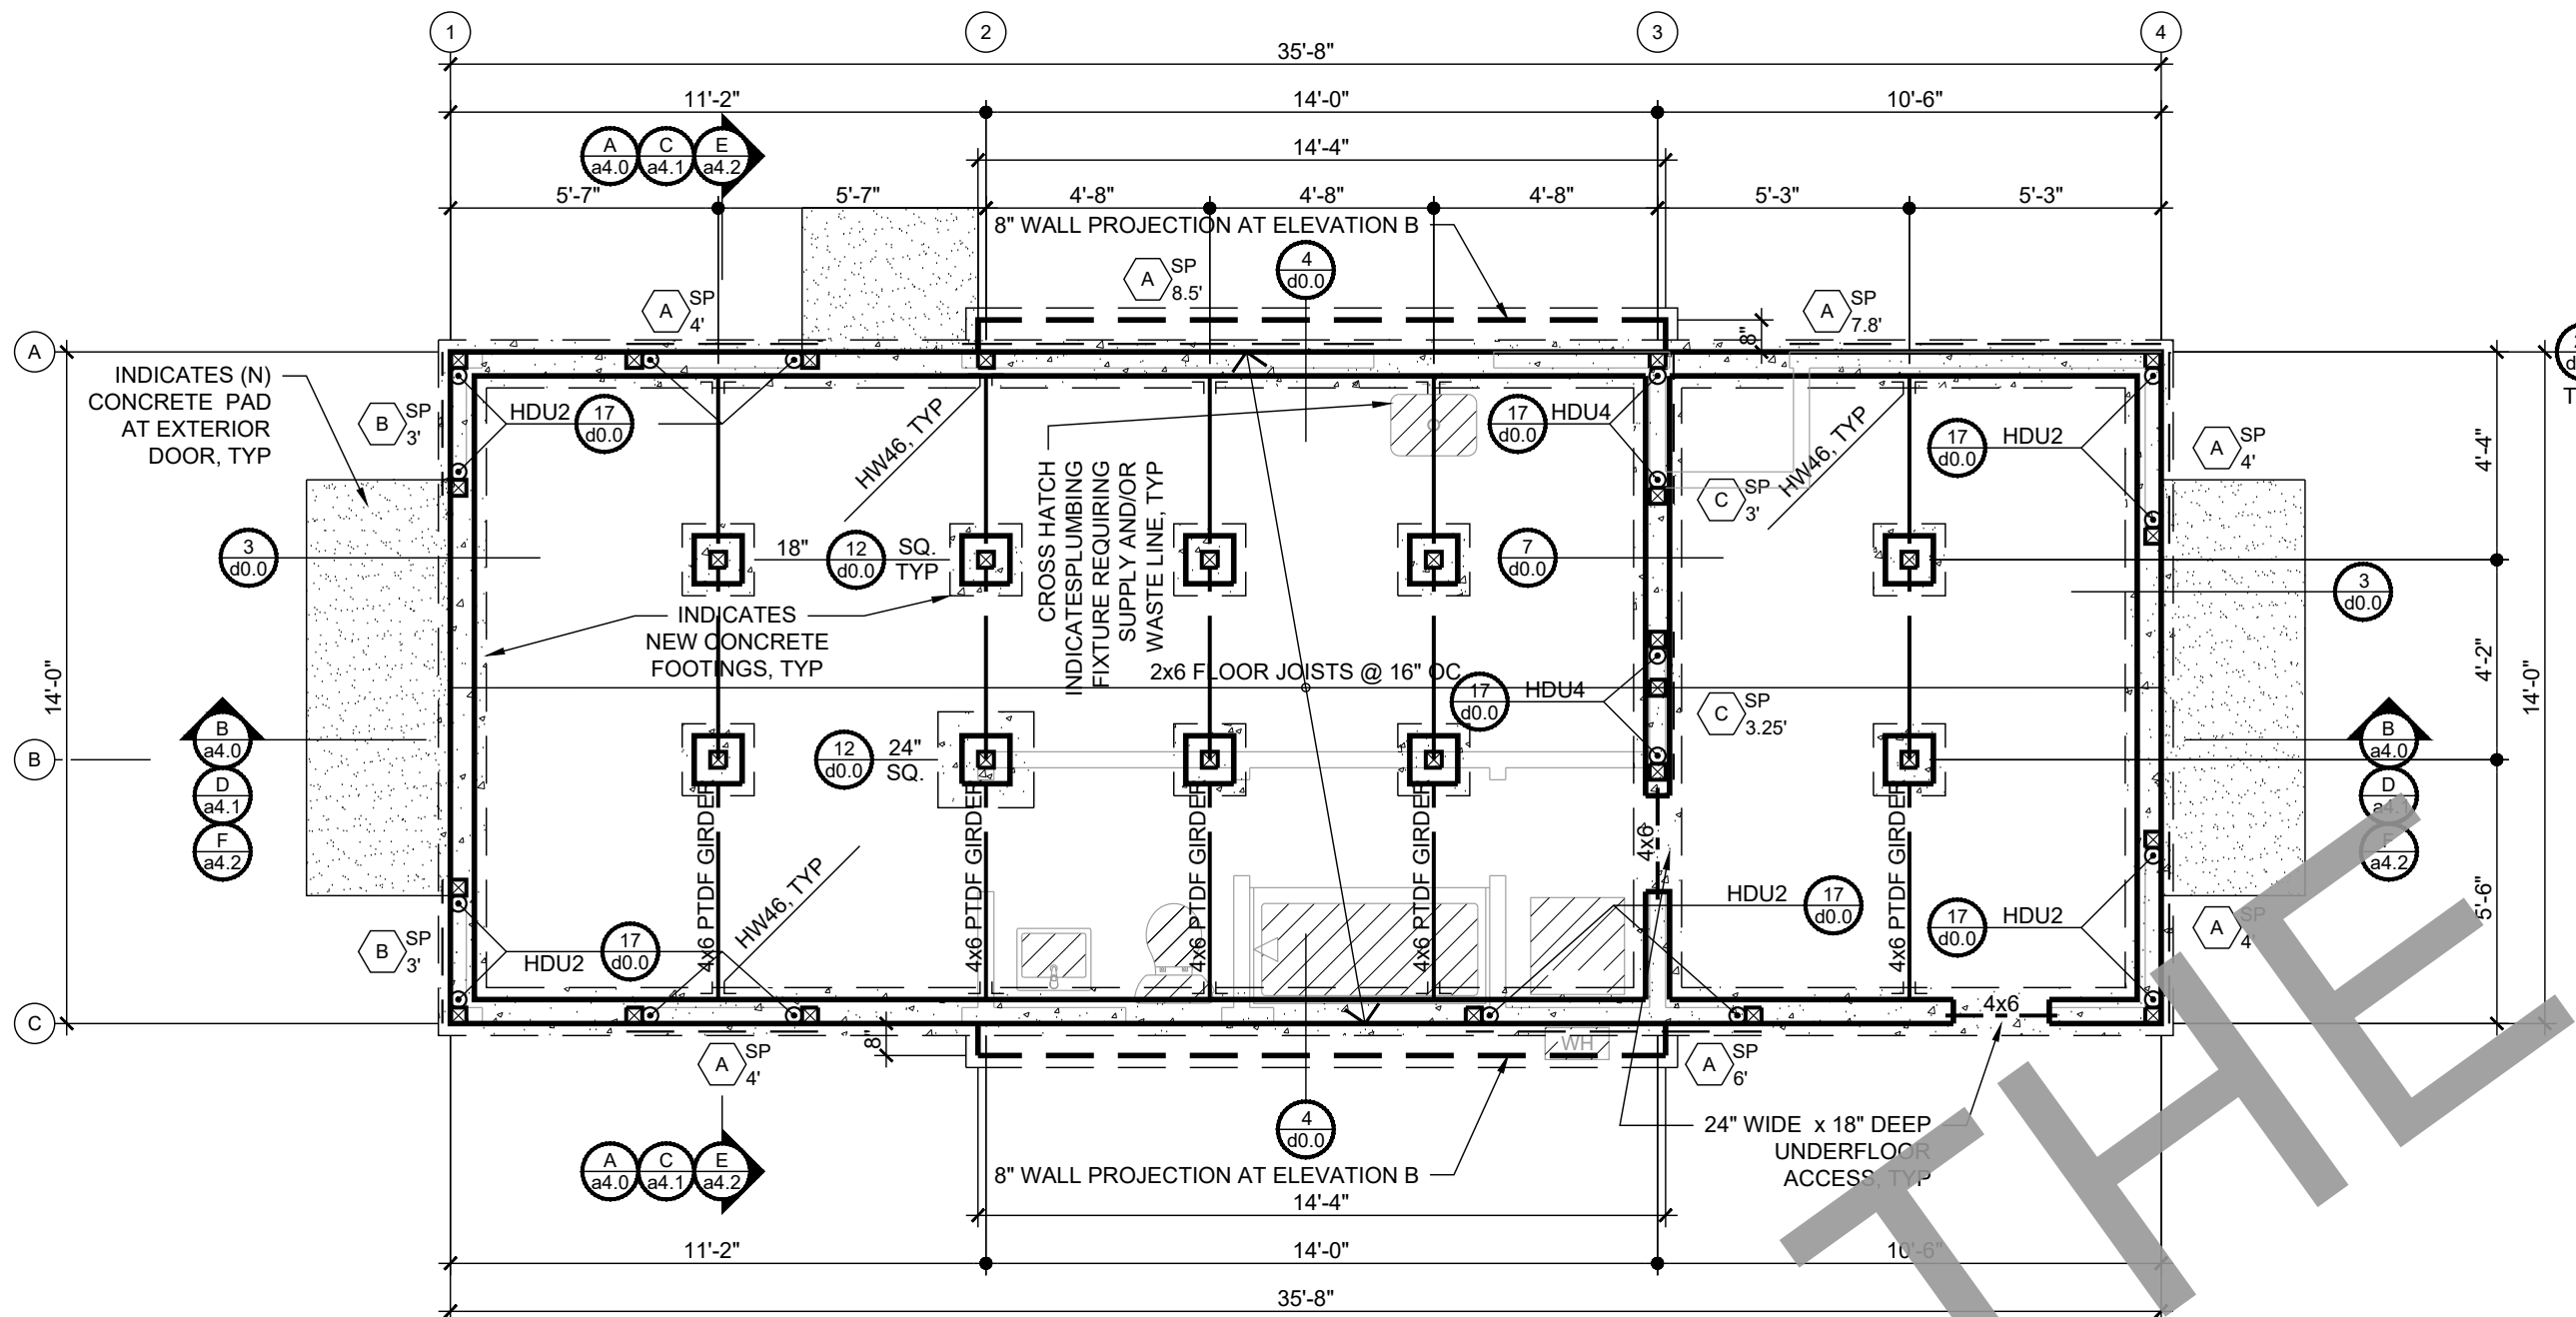 1
2
3
4
35'-8"
11'-2"
14'-0"
10'-6"
A
a4.0
C
a4.1
E
a4.2
14'-4"
5'-7"
5'-7"
4'-8"
4'-8"
4'-8"
5'-3"
5'-3"
8" WALL PROJECTION AT ELEVATION B
4
d0.0
A SP
8.5'
A SP
4'
A SP
7.8'
8"
A
INDICATES (N)
CONCRETE PAD
AT EXTERIOR
DOOR, TYP
B SP
3'
HDU2
17
d0.0
HW46, TYP
CROSS HATCH
INDICATESPLUMBING
FIXTURE REQUIRING
SUPPLY AND/OR
WASTE LINE, TYP
17
d0.0
HDU4
HW46, TYP
17
d0.0
HDU2
A SP
4'
4'-4"
C SP
3'
3
d0.0
18"
12
d0.0
SQ.
TYP
7
d0.0
3
d0.0
INDICATES
NEW CONCRETE
FOOTINGS, TYP
2x6 FLOOR JOISTS @ 16" OC
17
d0.0
HDU4
C SP
3.25'
4'-2"
14'-0"
14'-0"
B
B
a4.0
D
a4.1
F
a4.2
12
d0.0
24"
SQ.
B
a4.0
D
a4.1
F
a4.2
4x6 PTDF GIRDER
4x6 PTDF GIRDER
4x6 PTDF GIRDER
4x6 PTDF GIRDER
4x6
4x6 PTDF GIRDER
HW46, TYP
HDU2
17
d0.0
17
d0.0
HDU2
5'-6"
B SP
3'
HDU2
17
d0.0
A SP
4'
C
4x6
8"
WH
A SP
4'
A SP
6'
4
d0.0
24" WIDE x 18" DEEP
UNDERFLOOR
ACCESS, TYP
A
a4.0
C
a4.1
E
a4.2
8" WALL PROJECTION AT ELEVATION B
14'-4"
11'-2"
14'-0"
10'-6"
35'-8"
THE